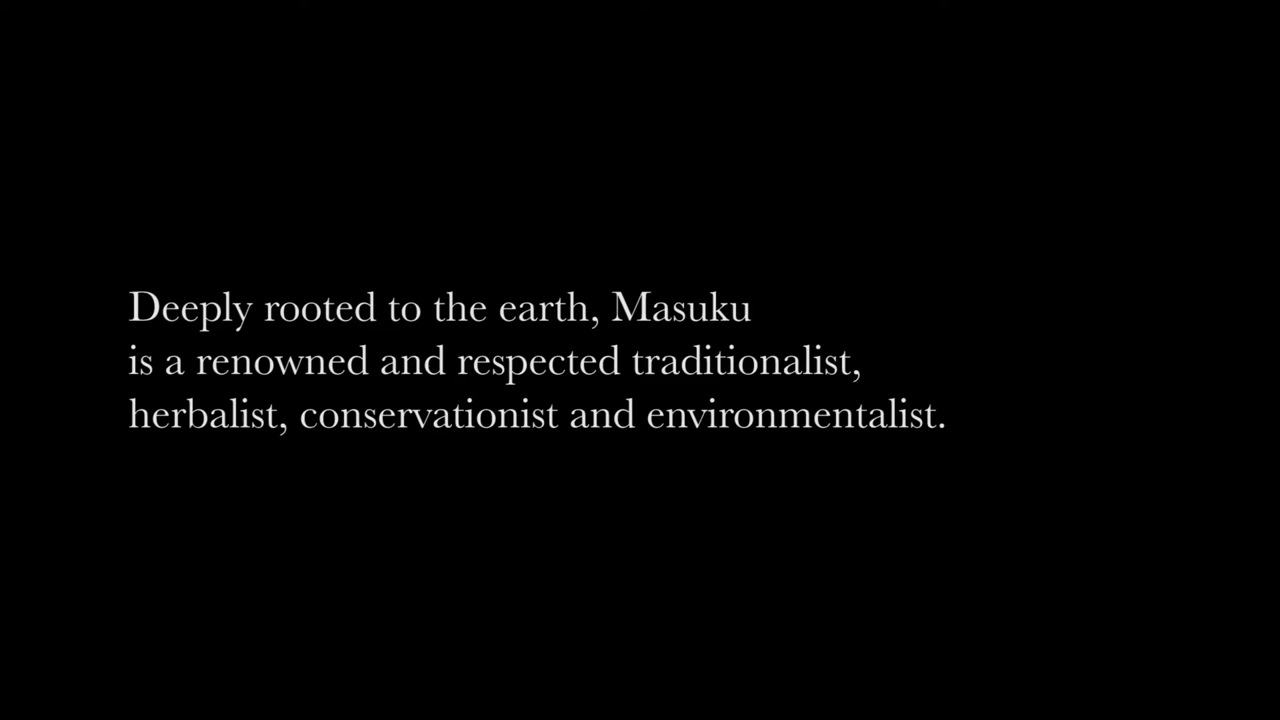 Deeply rooted to the earth, Masuku
is a renowned and respected traditionalist,
herbalist, conservationist and environmentalist.